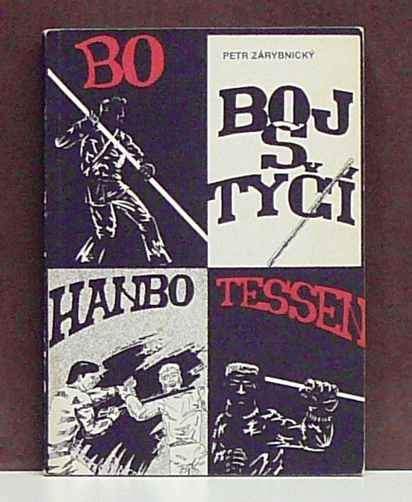 BO
PETR ZÁRYBNICKÝ
BOJ
S
TYČÍ
HANBO
TESSEN